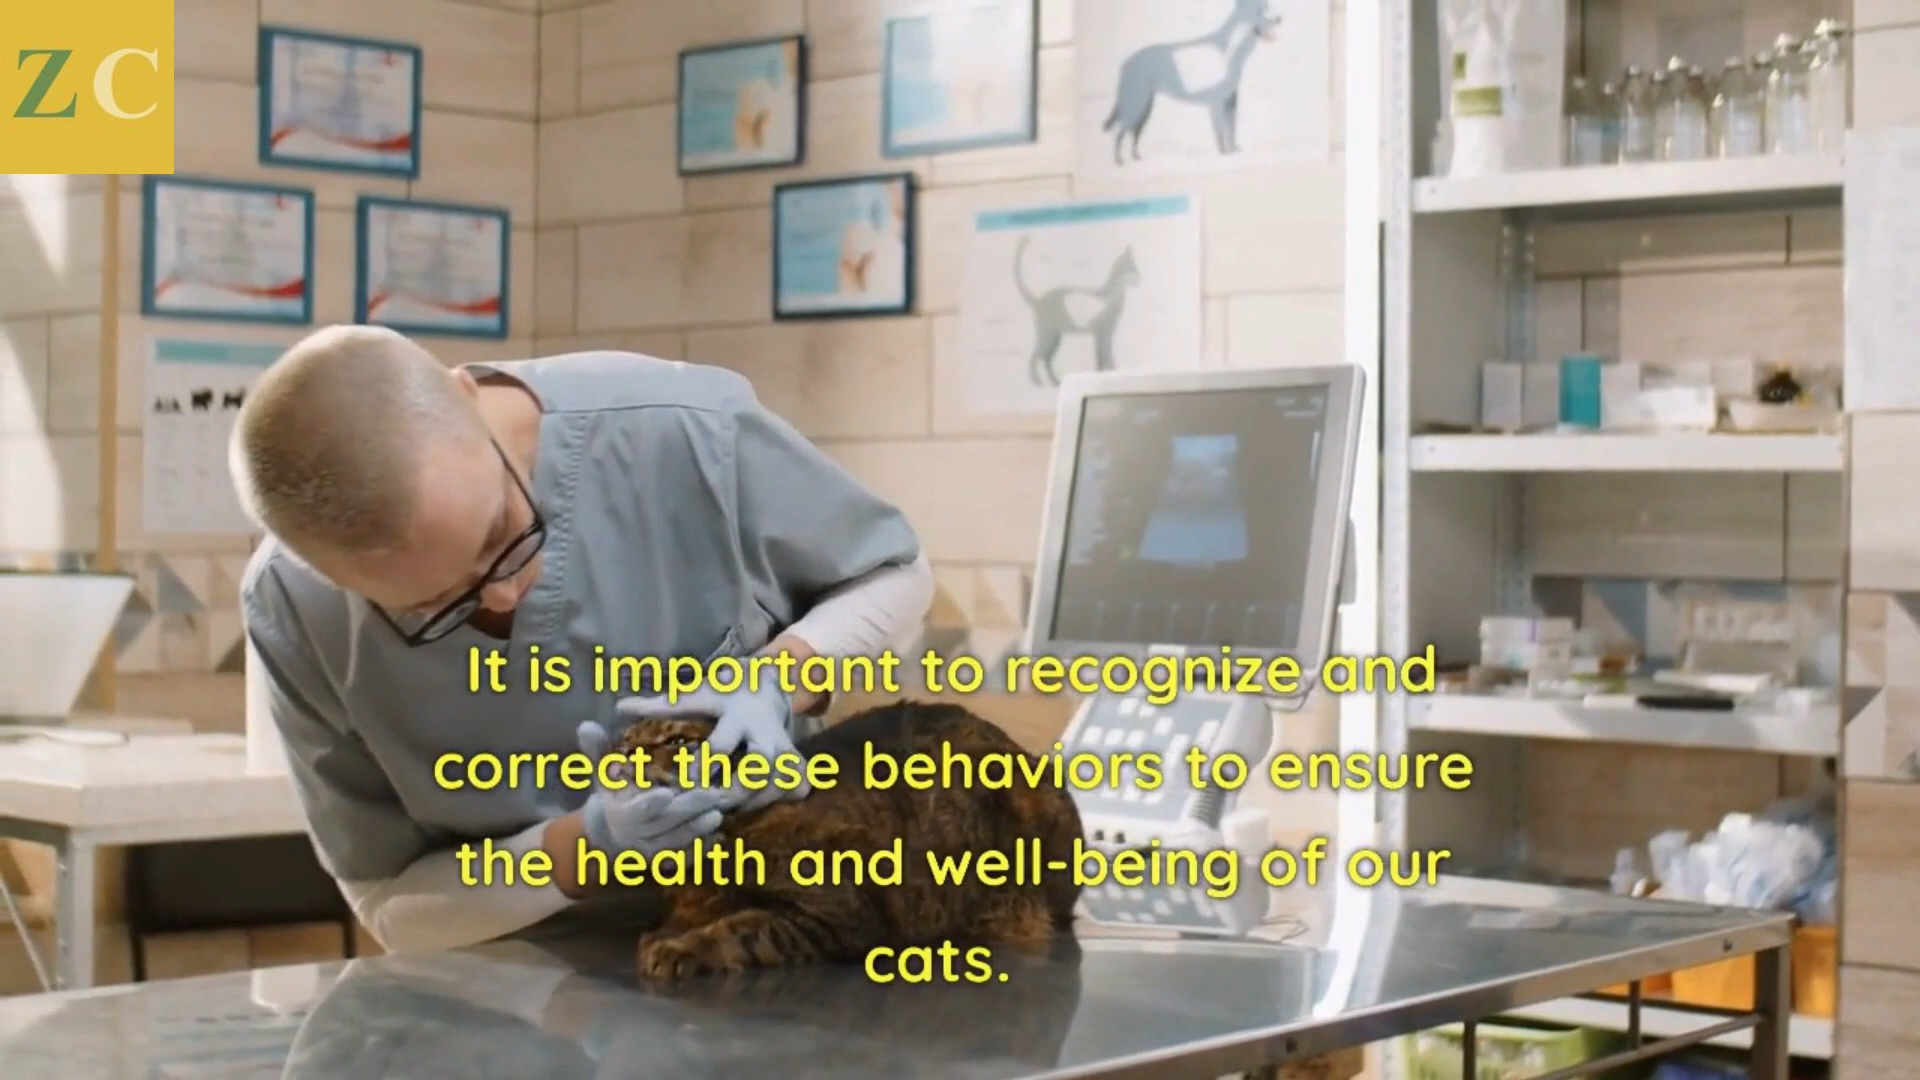 ZC
It is important to recognize and
correct these behaviors to ensure
the health and well-being of our
cats.